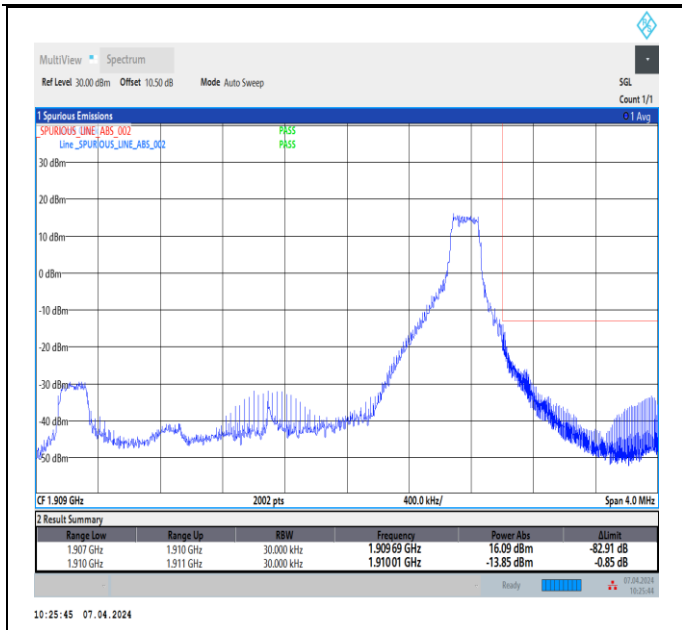 MultiView Spectrum
Ref Level 30.00 dBm Offset 10.50 dB Mode Auto Sweep SGL
Count 1/1
1 Spurious Emissions 1 Avg
_SPURIOUS_LINE_ABS_002 PASS
Line _SPURIOUS_LINE_ABS_002 PASS
30 dBm
20 dBm
10 dBm
0 dBm
-10 dBm
-20 dBm
-30 dBm
-40 dBm
-50 dBm
CF 1.909 GHz 2002 pts 400.0 kHz/ Span 4.0 MHz
2 Result Summary
Range Low Range Up RBW Frequency Power Abs ΔLimit
1.907 GHz 1.910 GHz 30.000 kHz 1.90969 GHz 16.09 dBm -82.91 dB
1.910 GHz 1.911 GHz 30.000 kHz 1.91001 GHz -13.85 dBm -0.85 dB
Ready 07.04.2024
10:25:44
10:25:45 07.04.2024